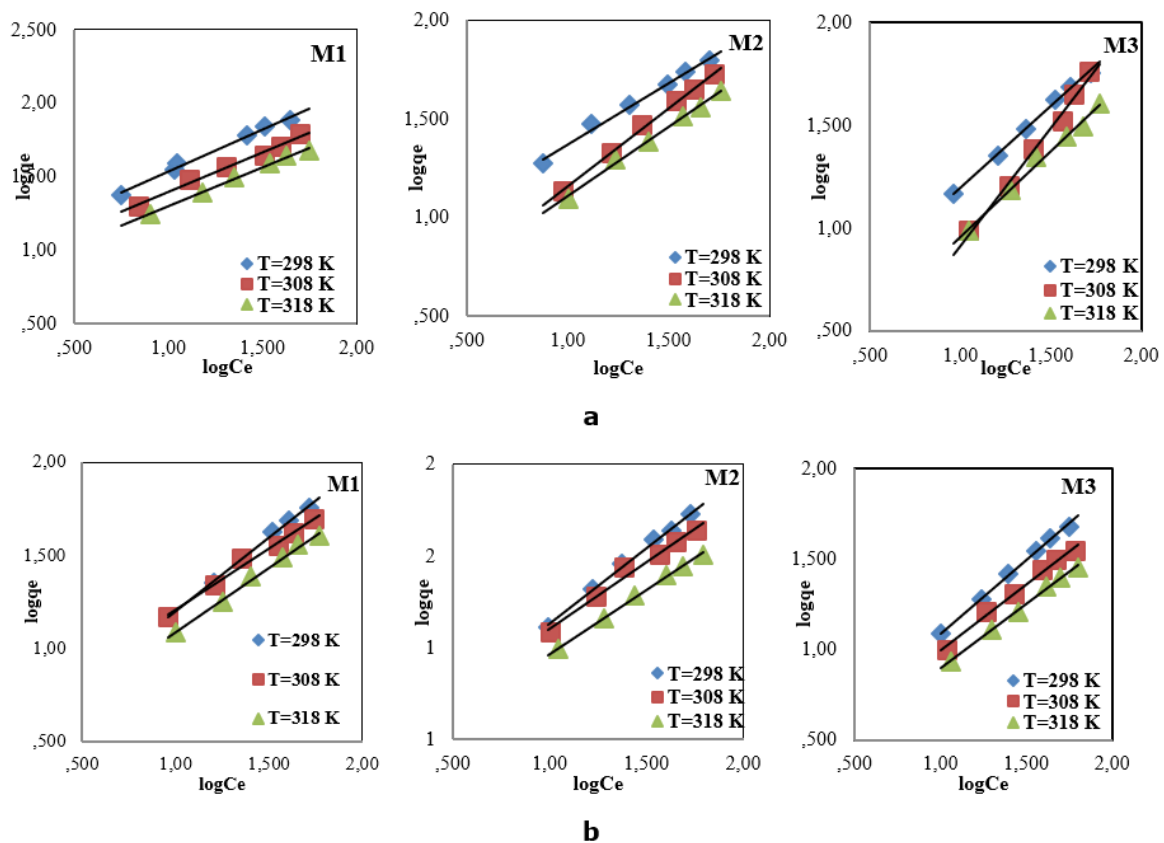 2,500
2,00
1,500
1,00
,500
logqe
M1
T=298 K
T=308 K
T=318 K
,500 1,00 1,500 2,00
logCe
2,00
1,500
1,00
,500
logqe
M2
T=298 K
T=308 K
T=318 K
,500 1,00 1,500 2,00
logCe
2,00
1,500
1,00
,500
logqe
M3
T=298 K
T=308 K
T=318 K
,500 1,00 1,500 2,00
logCe
a
2,00
1,500
1,00
,500
logqe
M1
T=298 K
T=308 K
T=318 K
,500 1,00 1,500 2,00
logCe
2
2
1
1
logqe
M2
T=298 K
T=308 K
T=318 K
,500 1,00 1,500 2,00
logCe
2,00
1,500
1,00
,500
logqe
M3
T=298 K
T=308 K
T=318 K
,500 1,00 1,500 2,00
logCe
b